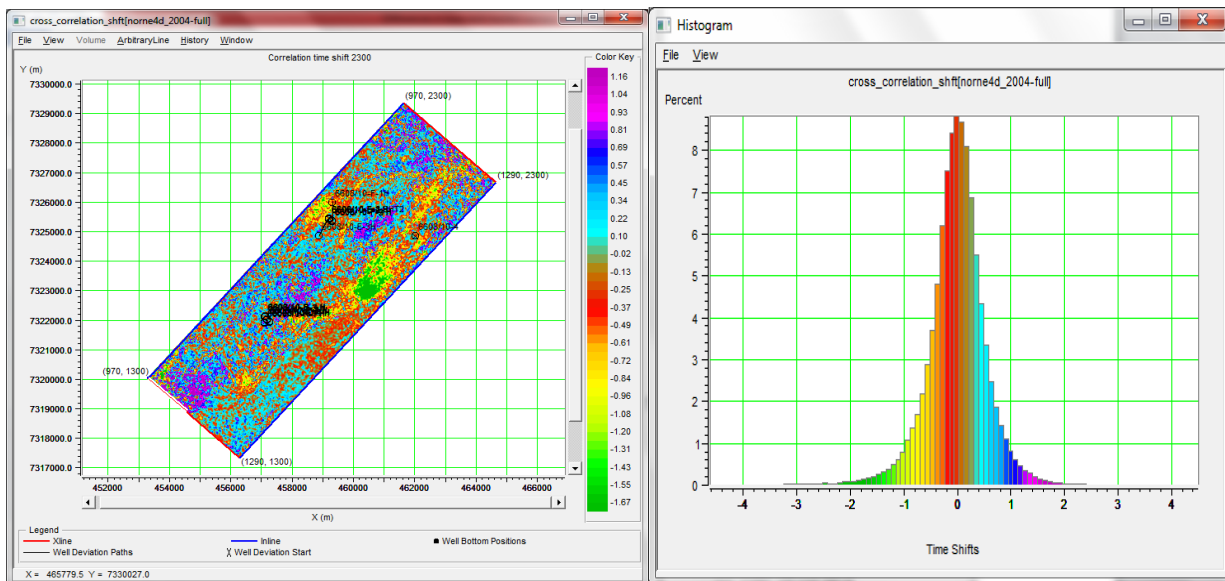 cross_correlation_shft[norne4d_2004-full]
File View Volume ArbitraryLine History Window
Correlation time shift 2300
Y (m)
7330000.0
7329000.0
7328000.0
7327000.0
7326000.0
7325000.0
7324000.0
7323000.0
7322000.0
7321000.0
7320000.0
7319000.0
7318000.0
7317000.0
(970, 2300)
(1290, 2300)
(970, 1300)
(1290, 1300)
452000 454000 456000 458000 460000 462000 464000 466000
X (m)
Color Key
1.16
1.04
0.93
0.81
0.69
0.57
0.45
0.34
0.22
0.10
-0.02
-0.13
-0.25
-0.37
-0.49
-0.61
-0.72
-0.84
-0.96
-1.08
-1.20
-1.31
-1.43
-1.55
-1.67
Legend
Xline
Inline
Well Bottom Positions
Well Deviation Paths
Well Deviation Start
X = 465779.5 Y = 7330027.0
Histogram
File View
cross_correlation_shft[norne4d_2004-full]
Percent
8
7
6
5
4
3
2
1
0
-4 -3 -2 -1 0 1 2 3 4
Time Shifts